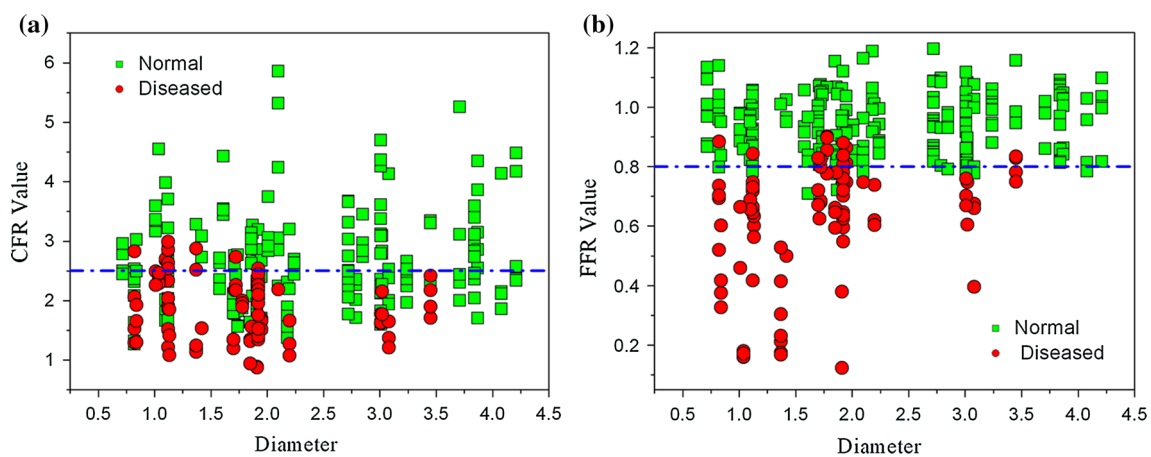 (a)
CFR Value
6
5
4
3
2
1
Normal
Diseased
0.5 1.0 1.5 2.0 2.5 3.0 3.5 4.0 4.5
Diameter
(b)
FFR Value
1.2
1.0
0.8
0.6
0.4
0.2
Normal
Diseased
0.5 1.0 1.5 2.0 2.5 3.0 3.5 4.0 4.5
Diameter